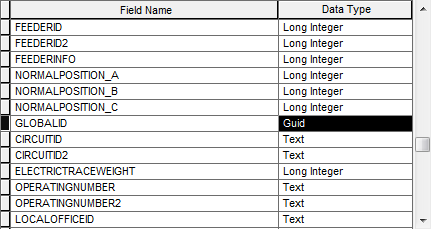 Field Name Data Type
FEEDERID Long Integer
FEEDERID2 Long Integer
FEEDERINFO Long Integer
NORMALPOSITION_A Long Integer
NORMALPOSITION_B Long Integer
NORMALPOSITION_C Long Integer
GLOBALID Guid
CIRCUITID Text
CIRCUITID2 Text
ELECTRICTRACEWEIGHT Long Integer
OPERATINGNUMBER Text
OPERATINGNUMBER2 Text
LOCALOFFICEID Text